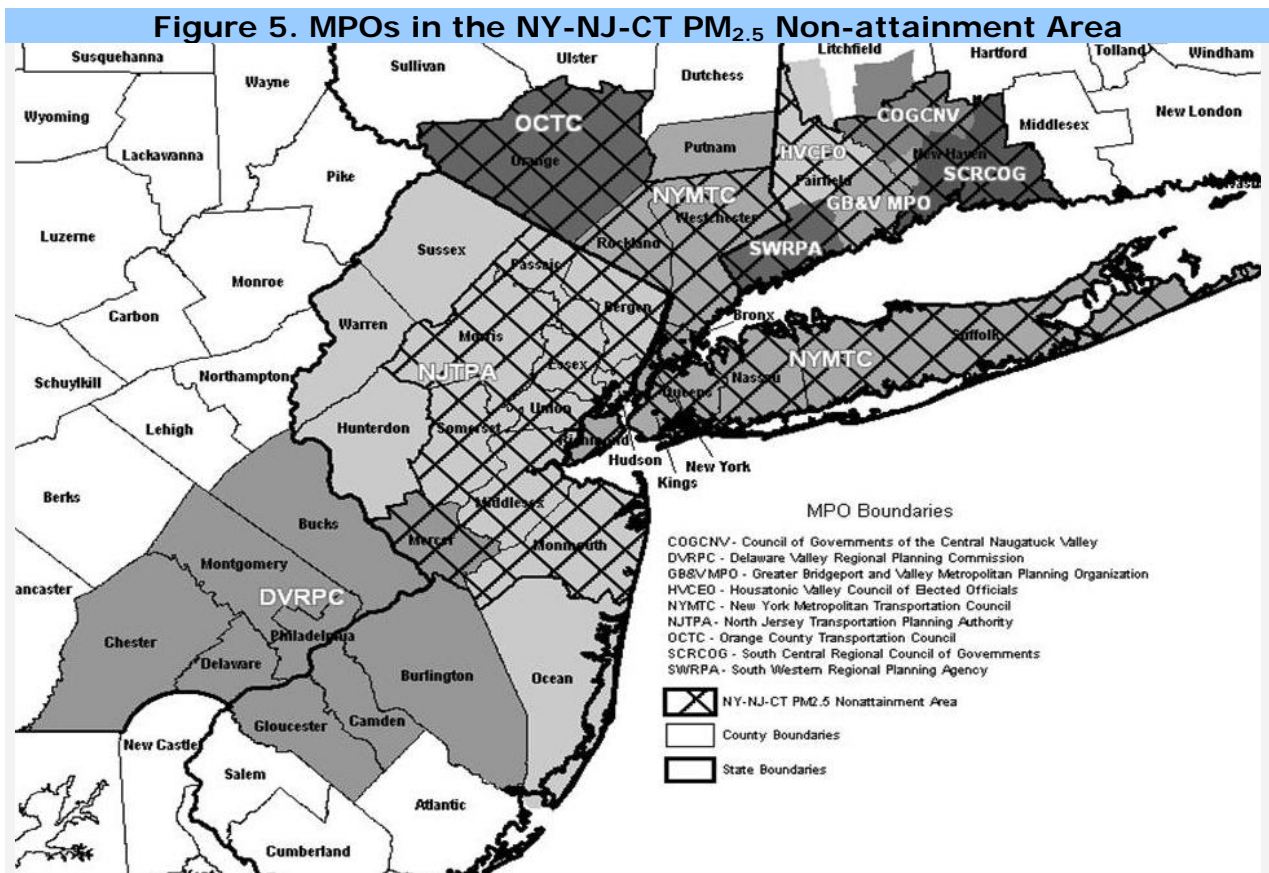 Figure 5. MPOs in the NY-NJ-CT PM2.5 Non-attainment Area
Susquehanna
Wayne
Sullivan
Ulster
Dutchess
Litchfield
Hartford
Tolland
Windham
Wyoming
Lackawanna
Pike
OCTC
Orange
Putnam
COGCNV
New London
Middlesex
HVCEO
New Haven
SCRCOG
Fairfield
GB&V MPO
NYMTC
Westchester
Rockland
SWRPA
Luzerne
Monroe
Sussex
Passaic
Bergen
Carbon
Warren
Morris
Bronx
Suffolk
NYMTC
Schuylkill
Northampton
NJTPA
Essex
Queens
Nassau
Lehigh
Hunterdon
Somerset
Union
Richmond
Hudson
New York
Kings
Berks
Bucks
Middlesex
Mercer
Monmouth
Montgomery
ancaster
DVRPC
Philadelphia
Chester
Delaware
Burlington
Ocean
Gloucester
Camden
New Castle
Salem
Atlantic
Cumberland
MPO Boundaries
COGCNV - Council of Governments of the Central Naugatuck Valley
DVRPC - Delaware Valley Regional Planning Commission
GB&VMPO - Greater Bridgeport and Valley Metropolitan Planning Organization
HVCEO - Housatonic Valley Council of Elected Officials
NYMTC - New York Metropolitan Transportation Council
NJTPA - North Jersey Transportation Planning Authority
OCTC - Orange County Transportation Council
SCRCOG - South Central Regional Council of Governments
SWRPA - South Western Regional Planning Agency
NY-NJ-CT PM2.5 Nonattainment Area
County Boundaries
State Boundaries